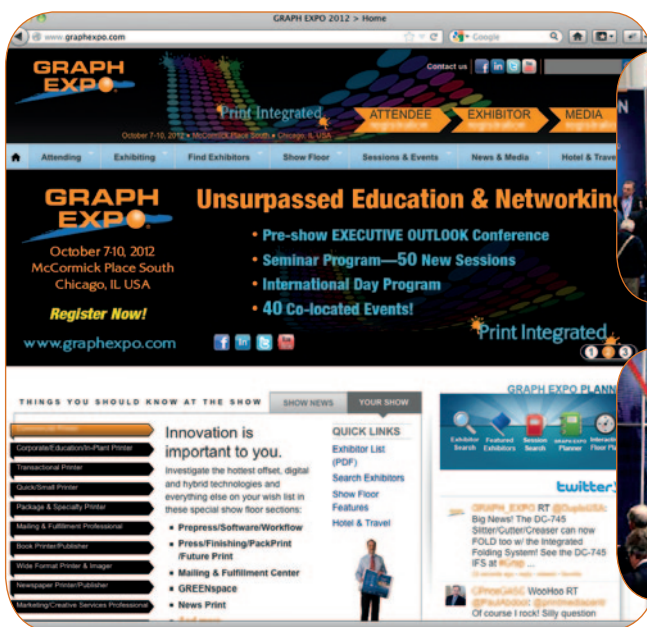 GRAPH EXPO 2012 > Home
www.graphexpo.com
Google
GRAPH
EXPO
Contact us
Print Integrated
October 7-10, 2012 • McCormick Place South • Chicago, IL USA
ATTENDEE
EXHIBITOR
MEDIA
Attending
Exhibiting
Find Exhibitors
Show Floor
Sessions & Events
News & Media
Hotel & Trave
GRAPH
EXPO
October 7-10, 2012
McCormick Place South
Chicago, IL USA
Register Now!
www.graphexpo.com
Unsurpassed Education & Networking
• Pre-show EXECUTIVE OUTLOOK Conference
• Seminar Program—50 New Sessions
• International Day Program
• 40 Co-located Events!
Print Integrated
1 2 3
THINGS YOU SHOULD KNOW AT THE SHOW
SHOW NEWS
YOUR SHOW
Corporate/Education/In-Plant Printer
Transactional Printer
Quick/Small Printer
Package & Specialty Printer
Mailing & Fulfillment Professional
Book Printer/Publisher
Wide Format Printer & Imager
Newspaper Printer/Publisher
Marketing/Creative Services Professional
Innovation is
important to you.
Investigate the hottest offset, digital
and hybrid technologies and
everything else on your wish list in
these special show floor sections:
• Prepress/Software/Workflow
• Press/Finishing/PackPrint
/Future Print
• Mailing & Fulfillment Center
• GREENspace
• News Print
QUICK LINKS
Exhibitor List
(PDF)
Search Exhibitors
Show Floor
Features
Hotel & Travel
GRAPH EXPO PLANN
Exhibitor
Search
Featured
Exhibitors
Session
Search
GRAPH EXPO
Planner
Interacti
Floor Pla
twitter
GRAPH_EXPO RT @DuploUSA:
Big News! The DC-745
Slitter/Cutter/Creaser can now
FOLD too w/ the Integrated
Folding System! See the DC-745
IFS at
WooHoo RT
Of course I rock! Silly question